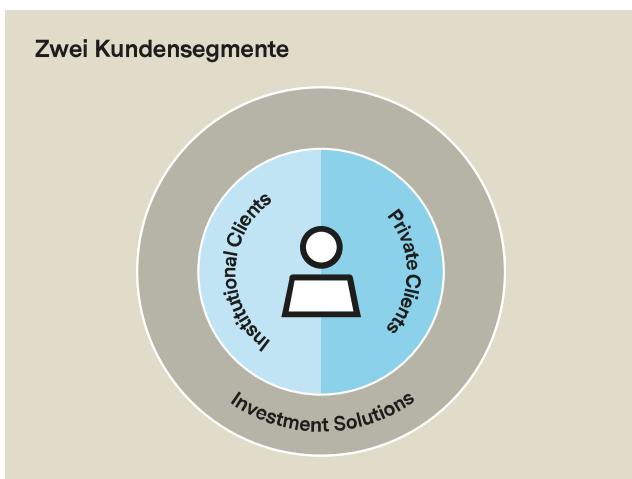 Zwei Kundensegmente
Institutional Clients
Private Clients
Investment Solutions